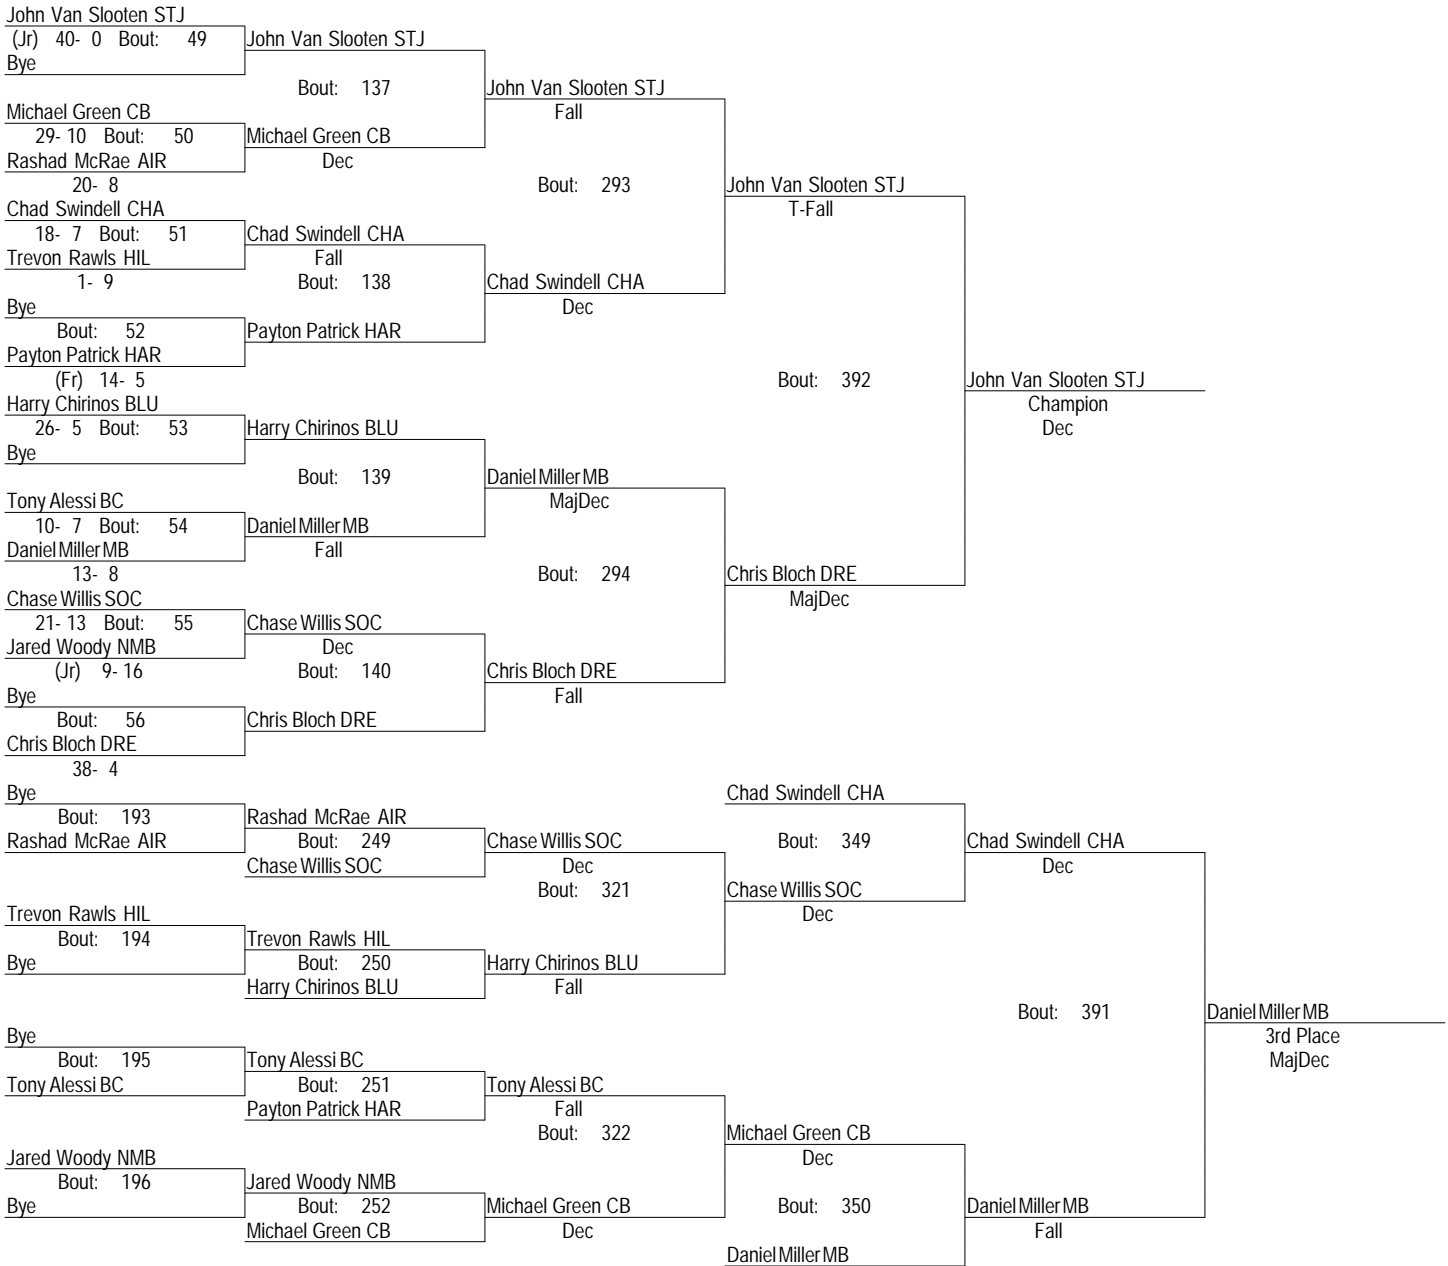 John Van Slooten STJ
(Jr) 40- 0 Bout: 49
John Van Slooten STJ
Bye
Bout: 137
John Van Slooten STJ
Michael Green CB
Fall
29- 10 Bout: 50
Michael Green CB
Rashad McRae AIR
Dec
20- 8
Bout: 293
John Van Slooten STJ
Chad Swindell CHA
T-Fall
18- 7 Bout: 51
Chad Swindell CHA
Trevon Rawls HIL
Fall
1- 9
Bout: 138
Chad Swindell CHA
Bye
Dec
Bout: 52
Payton Patrick HAR
Payton Patrick HAR
(Fr) 14- 5
Bout: 392
John Van Slooten STJ
Harry Chirinos BLU
Champion
26- 5 Bout: 53
Harry Chirinos BLU
Dec
Bye
Bout: 139
Daniel Miller MB
Tony Alessi BC
MajDec
10- 7 Bout: 54
Daniel Miller MB
Daniel Miller MB
Fall
13- 8
Bout: 294
Chris Bloch DRE
Chase Willis SOC
MajDec
21- 13 Bout: 55
Chase Willis SOC
Jared Woody NMB
Dec
(Jr) 9- 16
Bout: 140
Chris Bloch DRE
Bye
Fall
Bout: 56
Chris Bloch DRE
Chris Bloch DRE
38- 4
Bye
Chad Swindell CHA
Bout: 193
Rashad McRae AIR
Rashad McRae AIR
Bout: 249
Chase Willis SOC
Bout: 349
Chad Swindell CHA
Chase Willis SOC
Dec
Dec
Bout: 321
Chase Willis SOC
Trevon Rawls HIL
Dec
Bout: 194
Trevon Rawls HIL
Bye
Bout: 250
Harry Chirinos BLU
Harry Chirinos BLU
Fall
Bout: 391
Daniel Miller MB
Bye
3rd Place
Bout: 195
Tony Alessi BC
MajDec
Tony Alessi BC
Bout: 251
Tony Alessi BC
Payton Patrick HAR
Fall
Bout: 322
Michael Green CB
Jared Woody NMB
Dec
Bout: 196
Jared Woody NMB
Bye
Bout: 252
Michael Green CB
Bout: 350
Daniel Miller MB
Michael Green CB
Dec
Fall
Daniel Miller MB